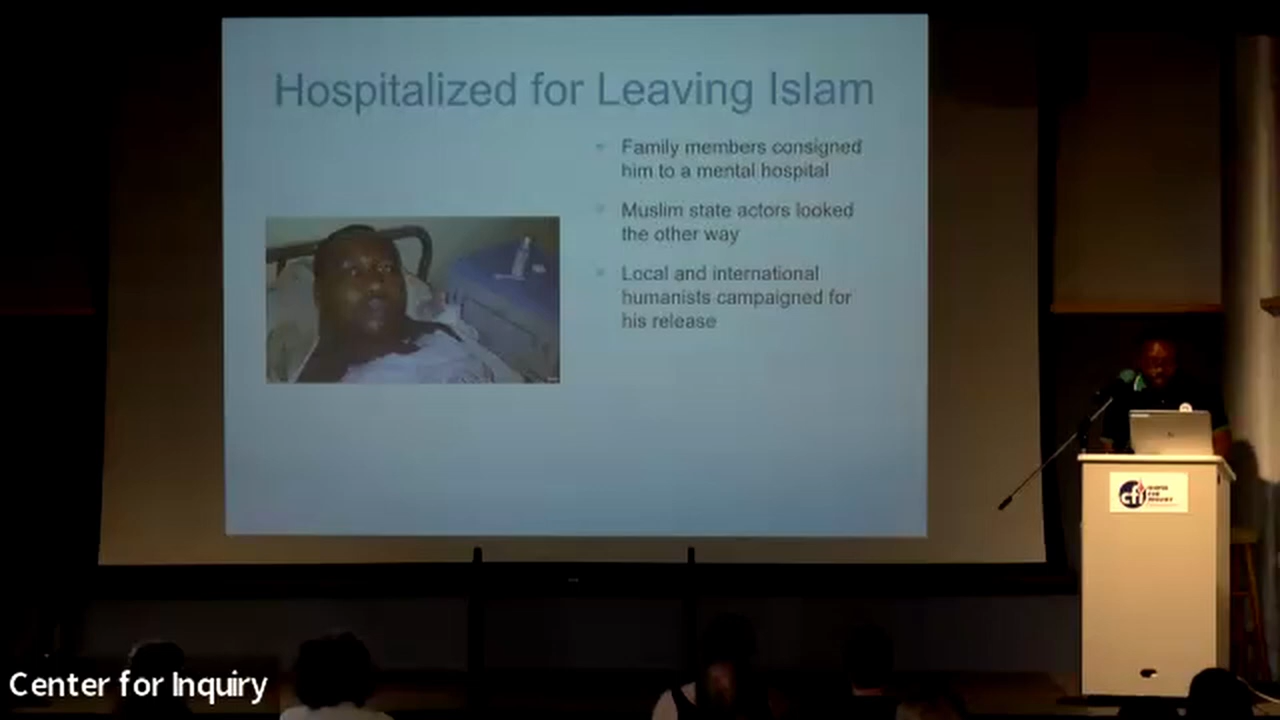 Hospitalized for Leaving Islam
Family members consigned
him to a mental hospital
Muslim state actors looked
the other way
Local and international
humanists campaigned for
his release
cfi
Center for Inquiry